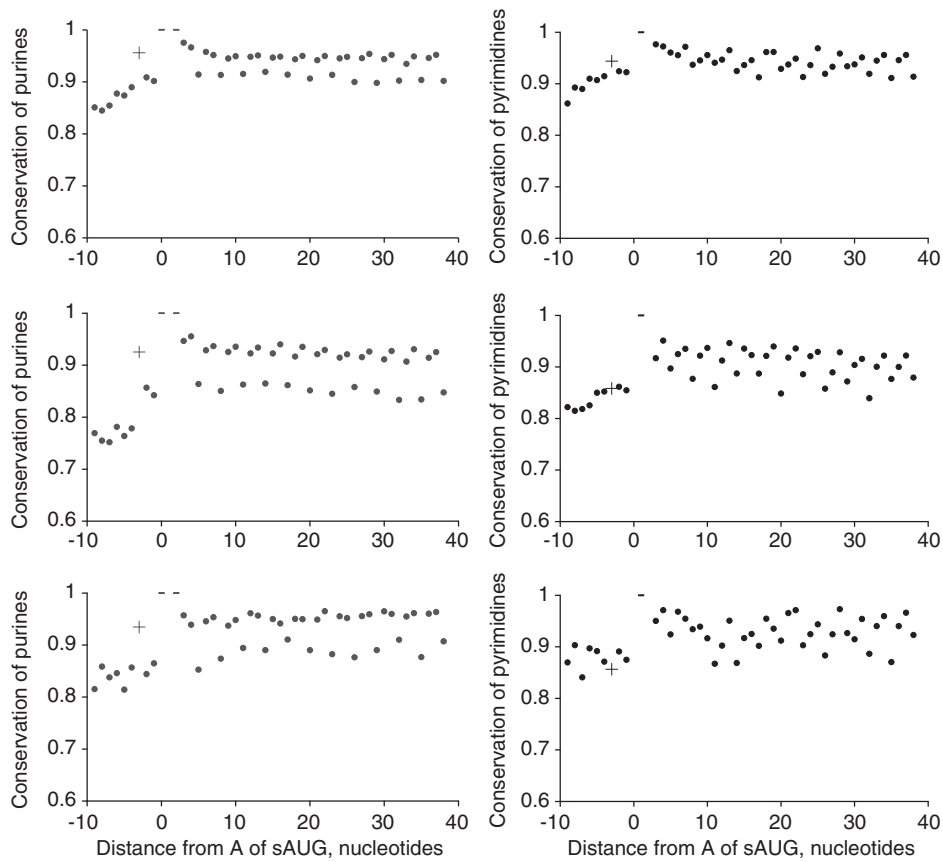 Conservation of purines
1
0.9
0.8
0.7
0.6
-10 0 10 20 30 40
Conservation of pyrimidines
1
0.9
0.8
0.7
0.6
-10 0 10 20 30 40
Conservation of purines
1
0.9
0.8
0.7
0.6
-10 0 10 20 30 40
Conservation of pyrimidines
1
0.9
0.8
0.7
0.6
-10 0 10 20 30 40
Conservation of purines
1
0.9
0.8
0.7
0.6
-10 0 10 20 30 40
Distance from A of sAUG, nucleotides
Conservation of pyrimidines
1
0.9
0.8
0.7
0.6
-10 0 10 20 30 40
Distance from A of sAUG, nucleotides